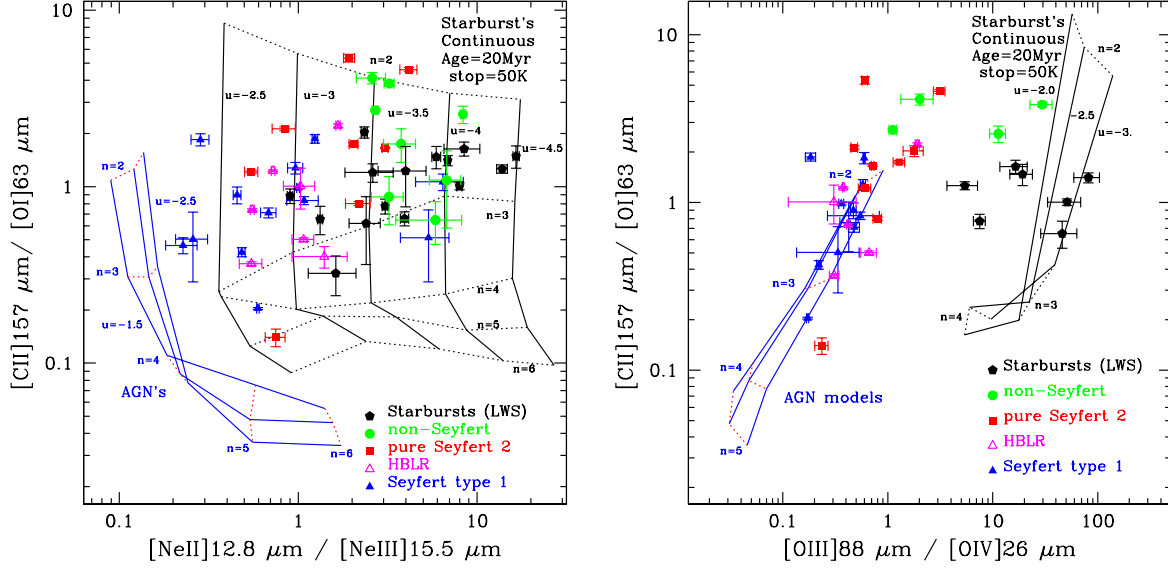 [CII]157 μm/ [OI]63 μm
10
1
0.1
Starburst's
Continuous
Age=20Myr
stop=50K
n=2
u=-2.5
u=-3
u=-3.5
u=-4
u=-4.5
n=2
u=-2.5
n=3
n=3
u=-1.5
n=4
n=4
n=5
n=6
AGN's
n=5
n=6
Starbursts (LWS)
non-Seyfert
pure Seyfert 2
HBLR
Seyfert type 1
0.1
1
10
[NeII]12.8 μm / [NeIII]15.5 μm
[CII]157 μm/ [OI]63 μm
10
1
0.1
Starburst's
Continuous
Age=20Myr
stop=50K
n=2
u=-2.0
-2.5
u=-3.
n=2
n=3
n=3
n=4
n=4
AGN models
n=5
Starbursts (LWS)
non-Seyfert
pure Seyfert 2
HBLR
Seyfert type 1
0.1
1
10
100
[OIII]88 μm / [OIV]26 μm